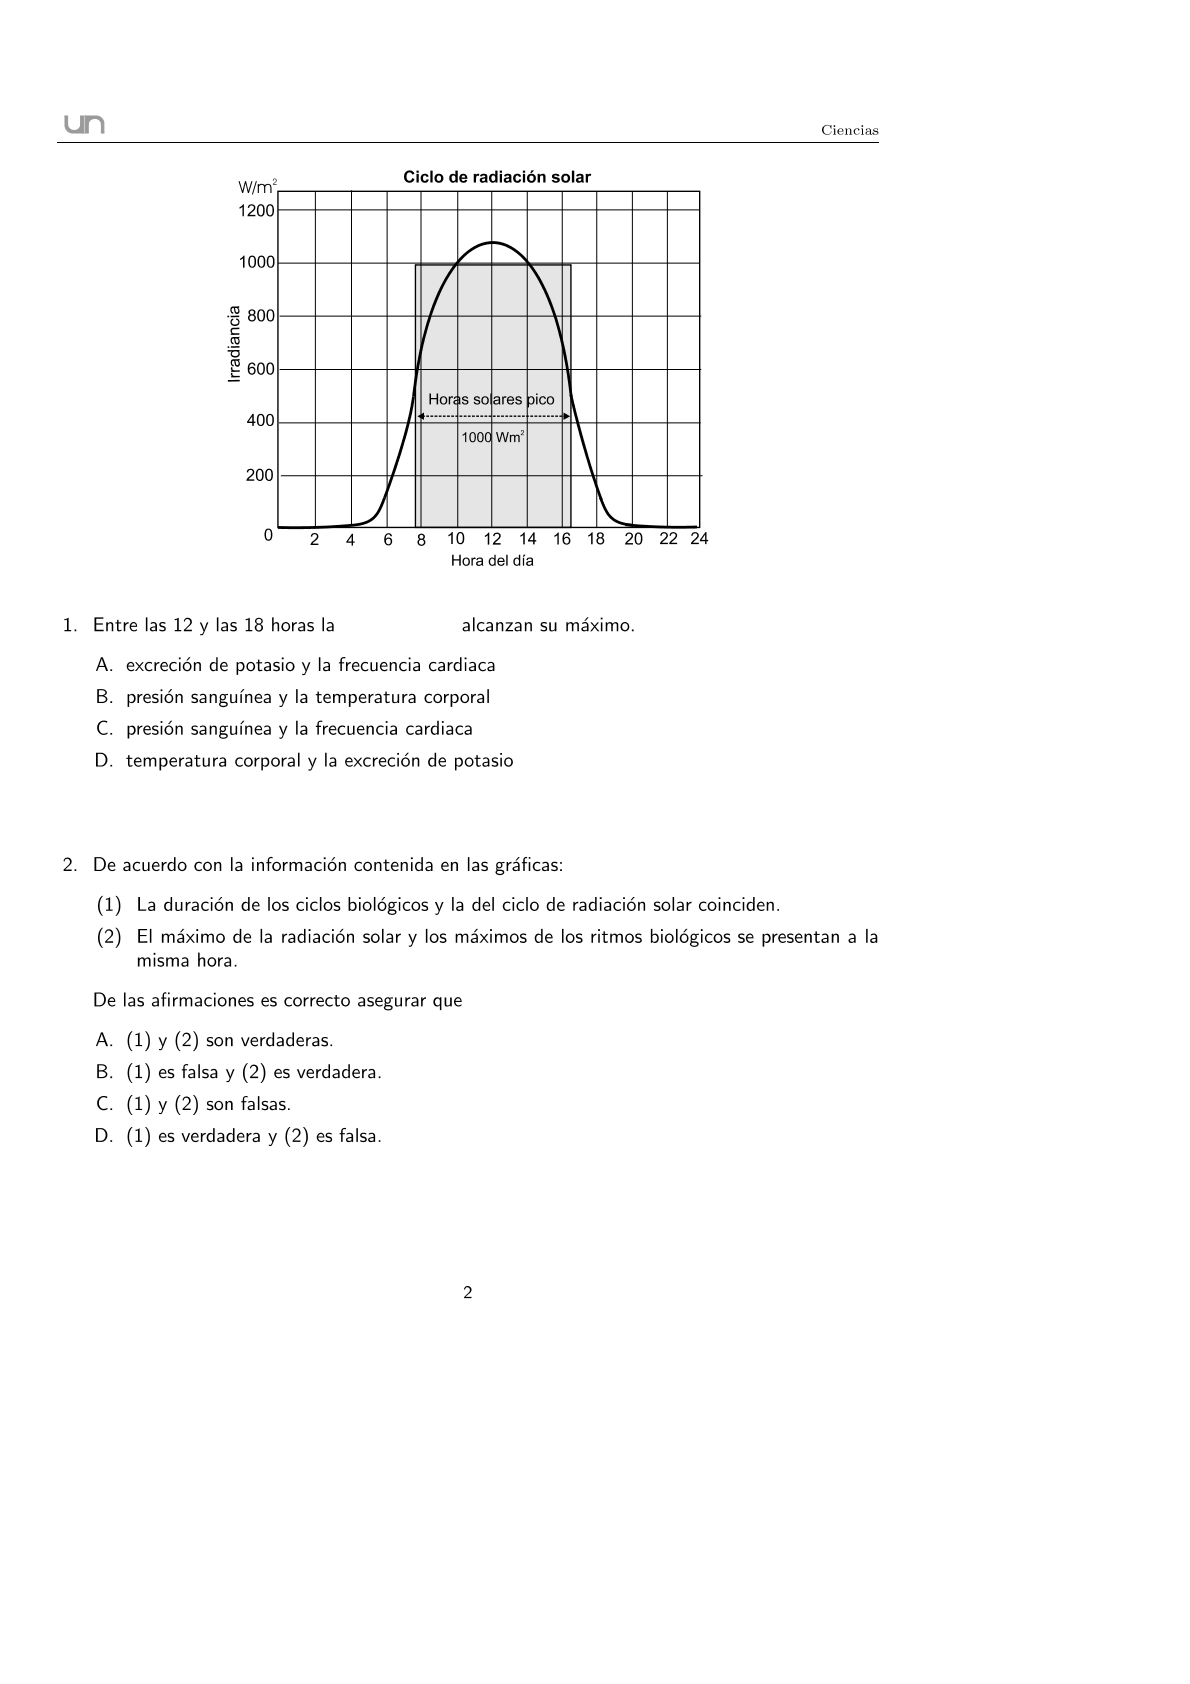 un
Ciencias
Ciclo de radiación solar
W/m²
1200
1000
800
600
400
200
0
Irradiancia
Horas solares pico
1000 Wm²
2 4 6 8 10 12 14 16 18 20 22 24
Hora del día
1. Entre las 12 y las 18 horas la alcanzan su máximo.
A. excreción de potasio y la frecuencia cardiaca
B. presión sanguínea y la temperatura corporal
C. presión sanguínea y la frecuencia cardiaca
D. temperatura corporal y la excreción de potasio
2. De acuerdo con la información contenida en las gráficas:
(1) La duración de los ciclos biológicos y la del ciclo de radiación solar coinciden.
(2) El máximo de la radiación solar y los máximos de los ritmos biológicos se presentan a la
misma hora.
De las afirmaciones es correcto asegurar que
A. (1) y (2) son verdaderas.
B. (1) es falsa y (2) es verdadera.
C. (1) y (2) son falsas.
D. (1) es verdadera y (2) es falsa.
2